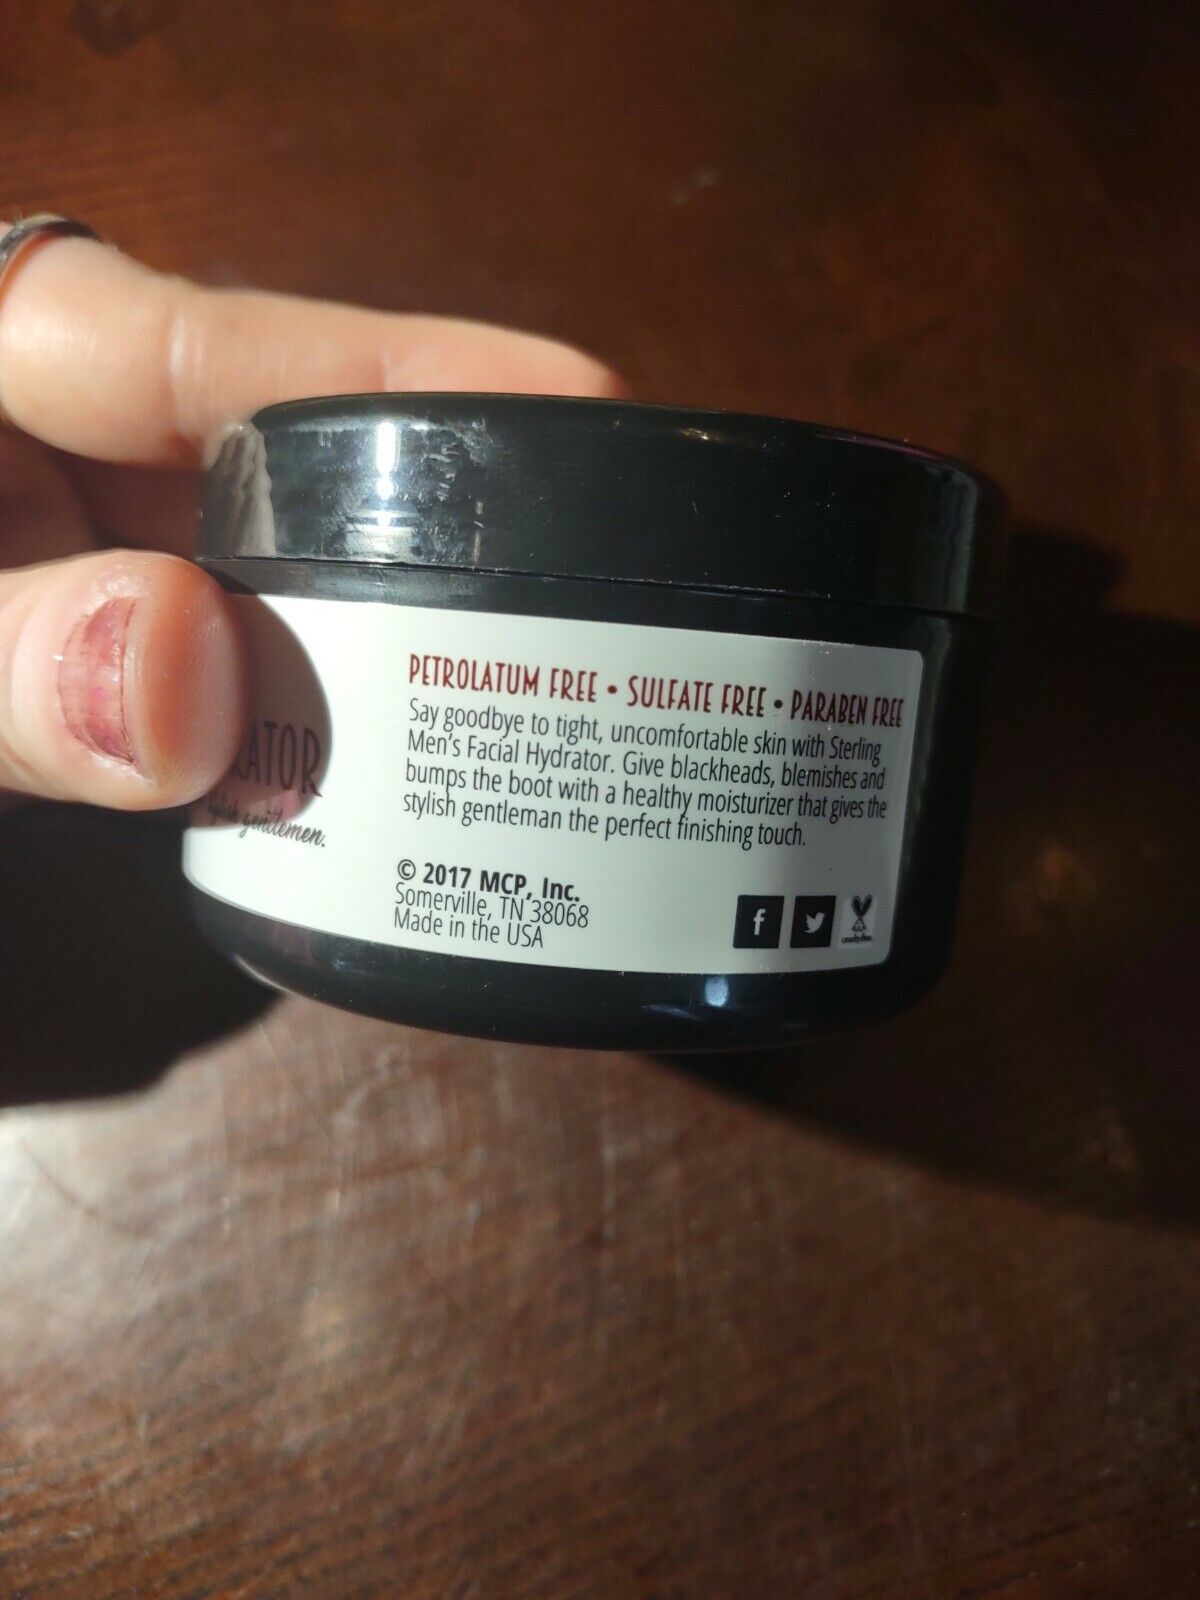 RATOR
gentlemen.
PETROLATUM FREE • SULFATE FREE • PARABEN FREE
Say goodbye to tight, uncomfortable skin with Sterling
Men's Facial Hydrator. Give blackheads, blemishes and
bumps the boot with a healthy moisturizer that gives the
stylish gentleman the perfect finishing touch.
© 2017 MCP, Inc.
Somerville, TN 38068
Made in the USA
f